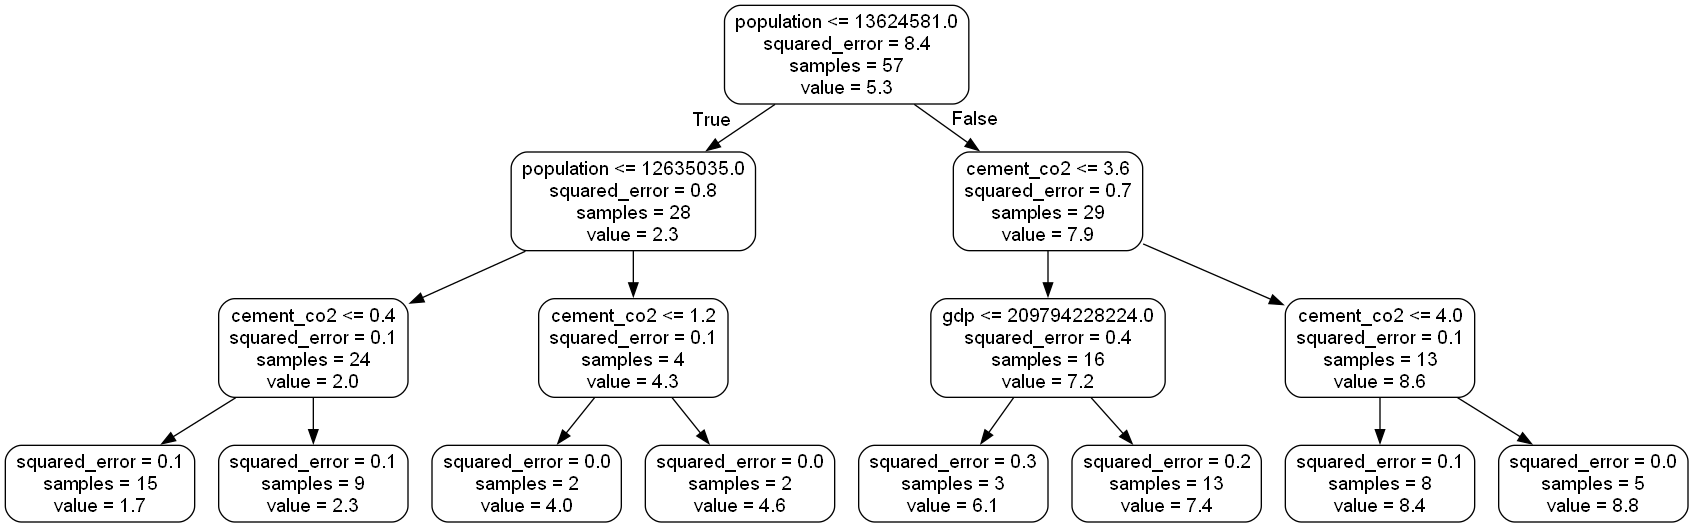 population <= 13624581.0
squared_error = 8.4
samples = 57
value = 5.3
True
False
population <= 12635035.0
squared_error = 0.8
samples = 28
value = 2.3
cement_co2 <= 3.6
squared_error = 0.7
samples = 29
value = 7.9
cement_co2 <= 0.4
squared_error = 0.1
samples = 24
value = 2.0
cement_co2 <= 1.2
squared_error = 0.1
samples = 4
value = 4.3
gdp <= 209794228224.0
squared_error = 0.4
samples = 16
value = 7.2
cement_co2 <= 4.0
squared_error = 0.1
samples = 13
value = 8.6
squared_error = 0.1
samples = 15
value = 1.7
squared_error = 0.1
samples = 9
value = 2.3
squared_error = 0.0
samples = 2
value = 4.0
squared_error = 0.0
samples = 2
value = 4.6
squared_error = 0.3
samples = 3
value = 6.1
squared_error = 0.2
samples = 13
value = 7.4
squared_error = 0.1
samples = 8
value = 8.4
squared_error = 0.0
samples = 5
value = 8.8